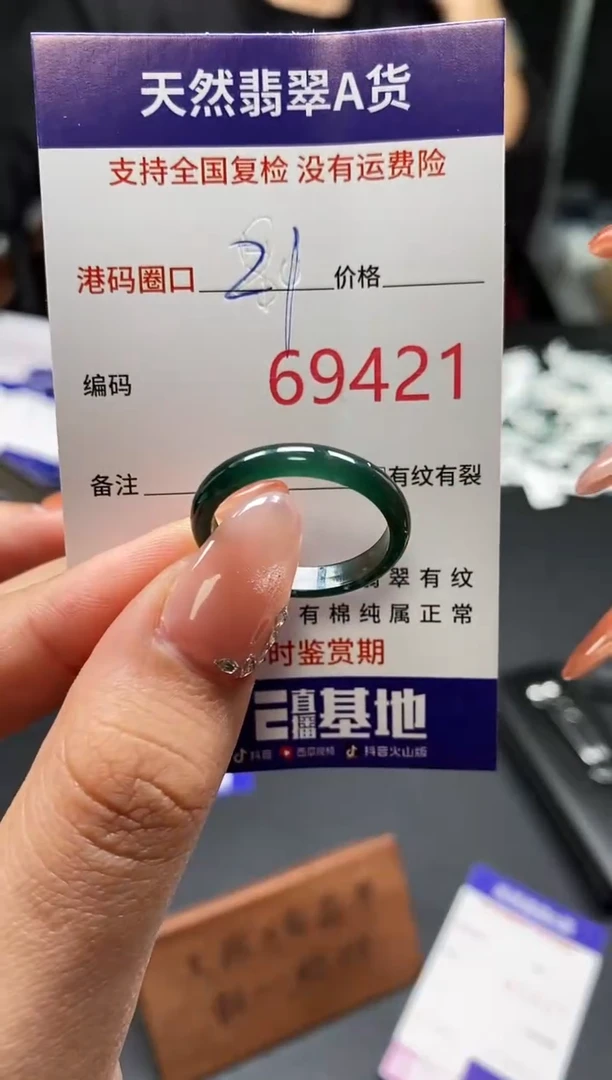 天然翡翠A货
支持全国复检 没有运费险
港码圈口 21 价格
编码 69421
备注 有纹有裂
翠有纹
有棉纯属正常
时鉴赏期
直播基地
抖音 西瓜视频 抖音火山版